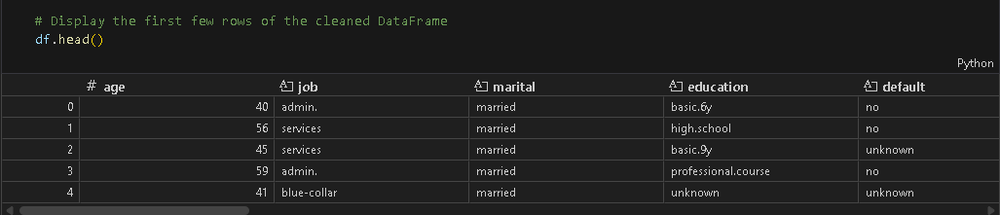 # Display the first few rows of the cleaned DataFrame
df.head()
Python
# age job marital education default
0 40 admin. married basic.6y no
1 56 services married high.school no
2 45 services married basic.9y unknown
3 59 admin. married professional.course no
4 41 blue-collar married unknown unknown